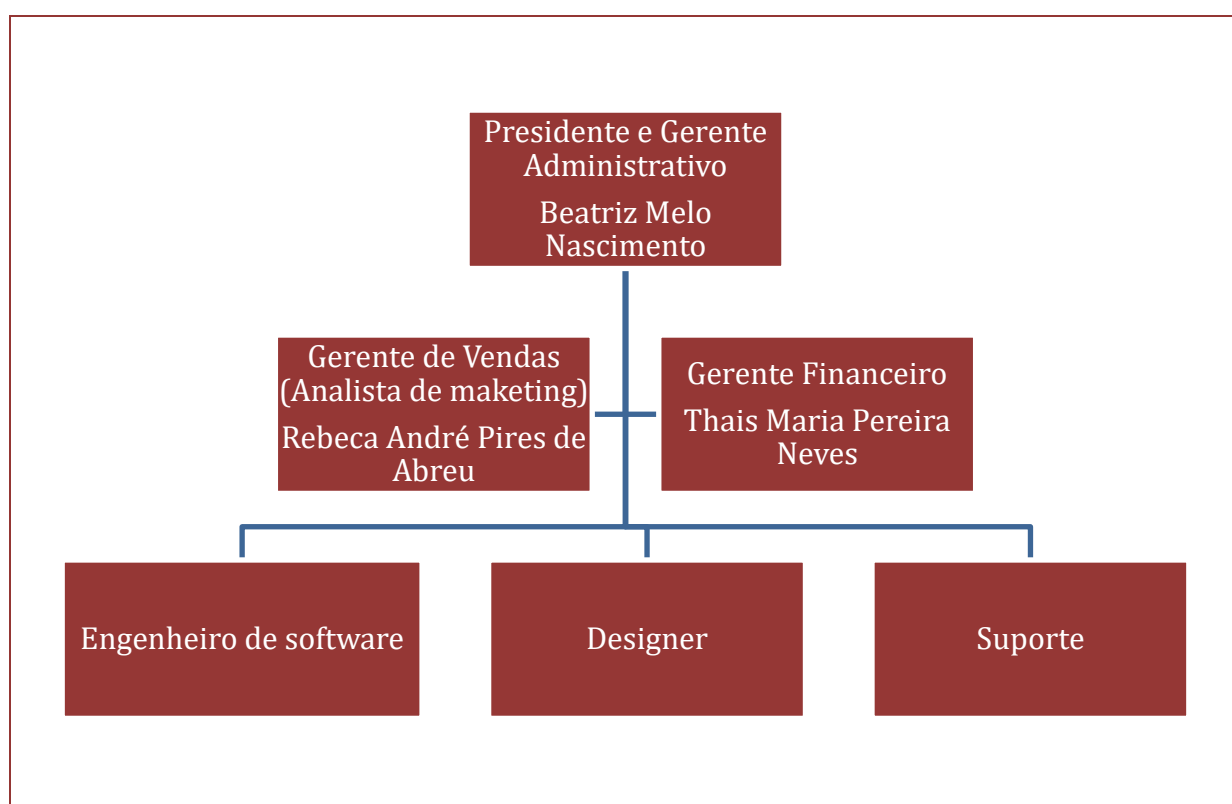 Presidente e Gerente
Administrativo
Beatriz Melo
Nascimento
Gerente de Vendas
(Analista de maketing)
Rebeca André Pires de
Abreu
Gerente Financeiro
Thais Maria Pereira
Neves
Engenheiro de software
Designer
Suporte